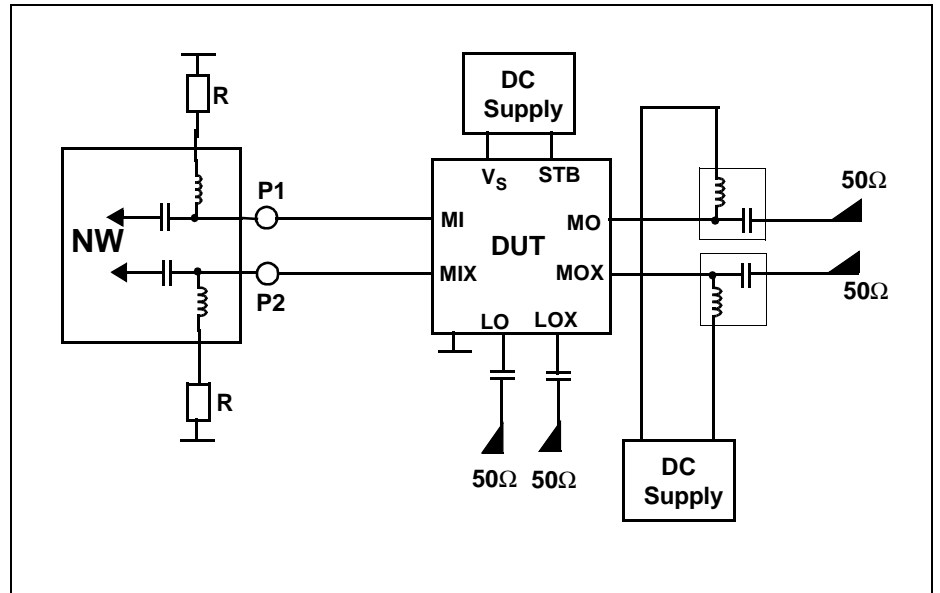 R
NW
P1
P2
R
DC
Supply
V_S
STB
MI
MIX
DUT
MO
MOX
LO
LOX
50Ω
50Ω
50Ω
50Ω
DC
Supply